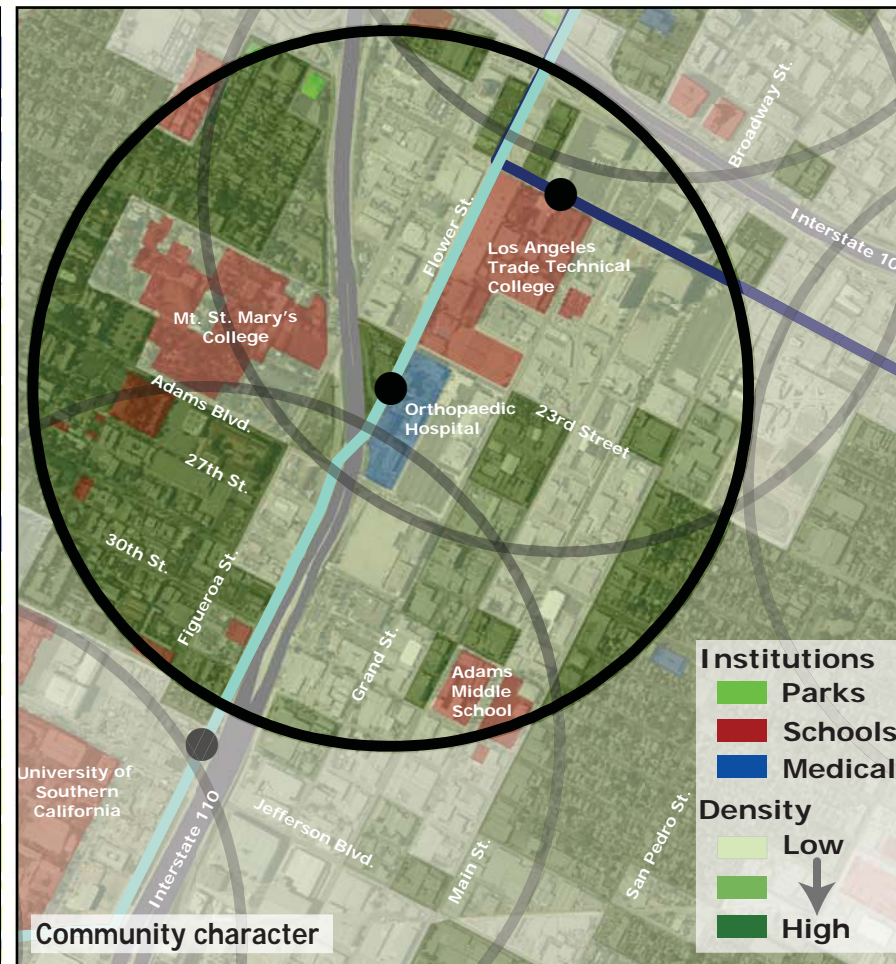 Broadway St.
Interstate 10
Flower St.
Los Angeles
Trade Technical
College
Mt. St. Mary's
College
Adams Blvd.
Orthopaedic
Hospital
23rd Street
27th St.
30th St.
Figueroa St.
Grand St.
Adams
Middle
School
University of
Southern
California
Interstate 110
Jefferson Blvd.
Main St.
San Pedro St.
Institutions
Parks
Schools
Medical
Density
Low
High
Community character